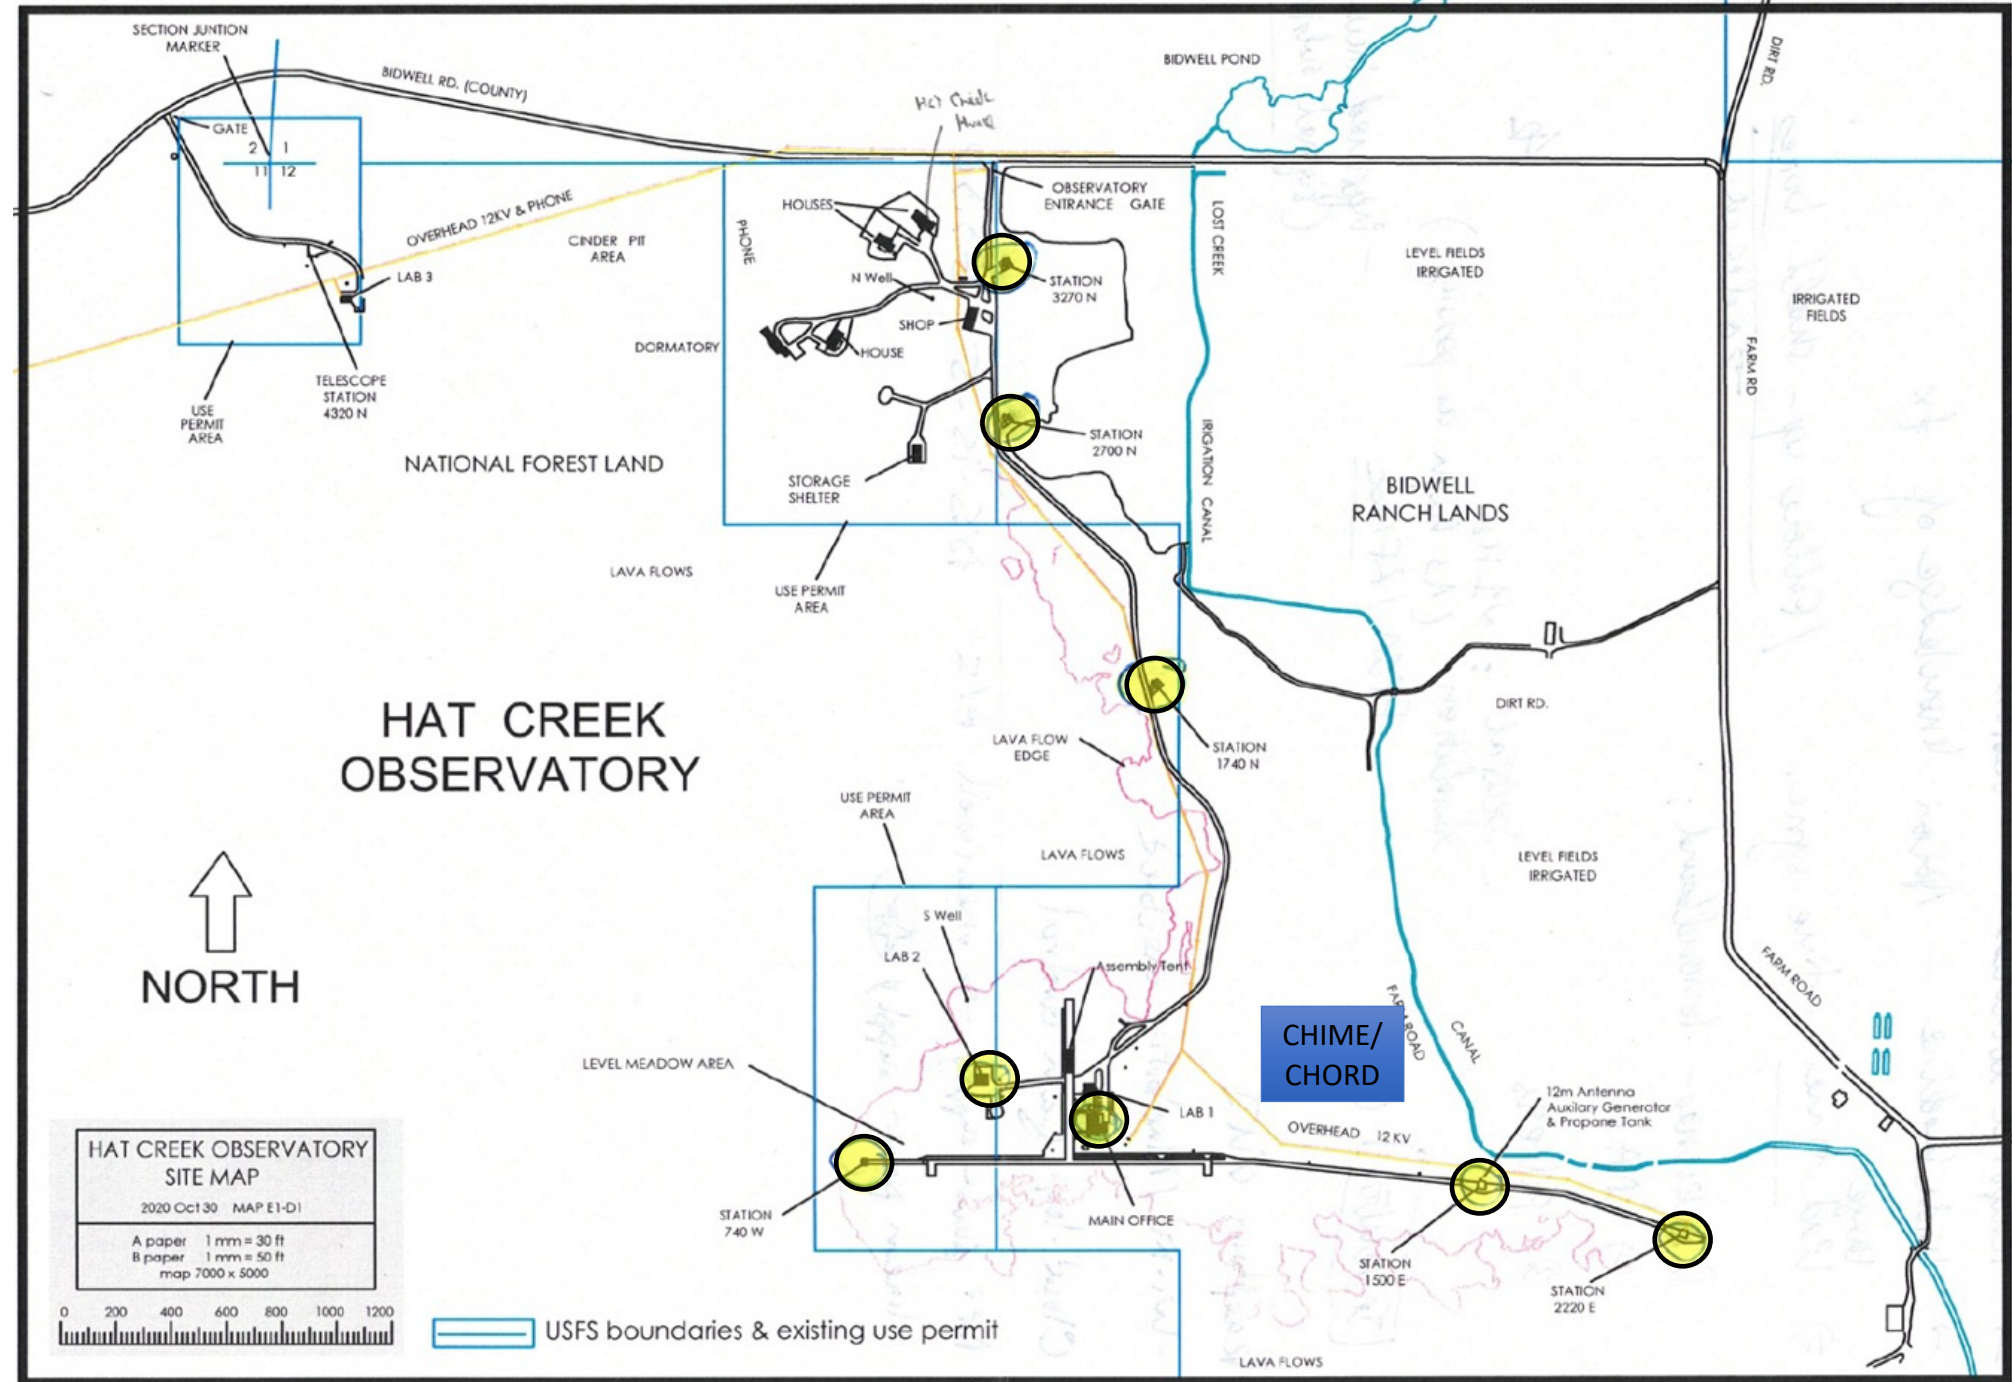 SECTION JUNTION
MARKER
BIDWELL RD. (COUNTY)
BIDWELL POND
DIRT RD.
GATE
2 1
11 12
Hat Creek
HOUSES
OBSERVATORY
ENTRANCE GATE
OVERHEAD 12KV & PHONE
CINDER PIT
AREA
PHONE
LOST CREEK
LEVEL FIELDS
IRRIGATED
IRRIGATED
FIELDS
LAB 3
N Well
STATION
3270 N
SHOP
HOUSE
DORMATORY
FARM RD
TELESCOPE
STATION
4320 N
USE
PERMIT
AREA
STATION
2700 N
NATIONAL FOREST LAND
STORAGE
SHELTER
IRIGATION CANAL
BIDWELL
RANCH LANDS
LAVA FLOWS
USE PERMIT
AREA
HAT CREEK
OBSERVATORY
DIRT RD.
LAVA FLOW
EDGE
STATION
1740 N
USE PERMIT
AREA
LAVA FLOWS
LEVEL FIELDS
IRRIGATED
NORTH
S Well
LAB 2
Assembly Tent
FARM ROAD
CHIME/
CHORD
ROAD
CANAL
LEVEL MEADOW AREA
LAB 1
OVERHEAD 12 KV
12m Antenna
Auxilary Generator
& Propane Tank
STATION
740 W
MAIN OFFICE
STATION
1500 E
STATION
2220 E
HAT CREEK OBSERVATORY
SITE MAP
2020 Oct 30 MAP E1-D1
A paper 1 mm = 30 ft
B paper 1 mm = 50 ft
map 7000 x 5000
0 200 400 600 800 1000 1200
USFS boundaries & existing use permit
LAVA FLOWS